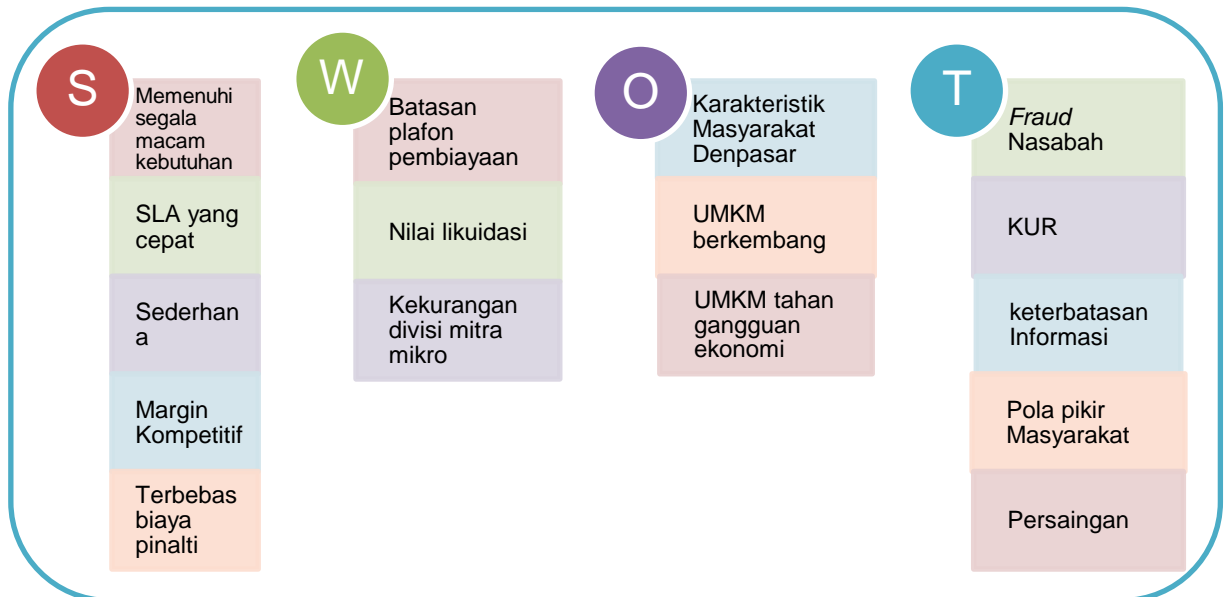 S
Memenuhi
segala
macam
kebutuhan
SLA yang
cepat
Sederhan
a
Margin
Kompetitif
Terbebas
biaya
pinalti
W
Batasan
plafon
pembiayaan
Nilai likuidasi
Kekurangan
divisi mitra
mikro
O
Karakteristik
Masyarakat
Denpasar
UMKM
berkembang
UMKM tahan
gangguan
ekonomi
T
Fraud
Nasabah
KUR
keterbatasan
Informasi
Pola pikir
Masyarakat
Persaingan